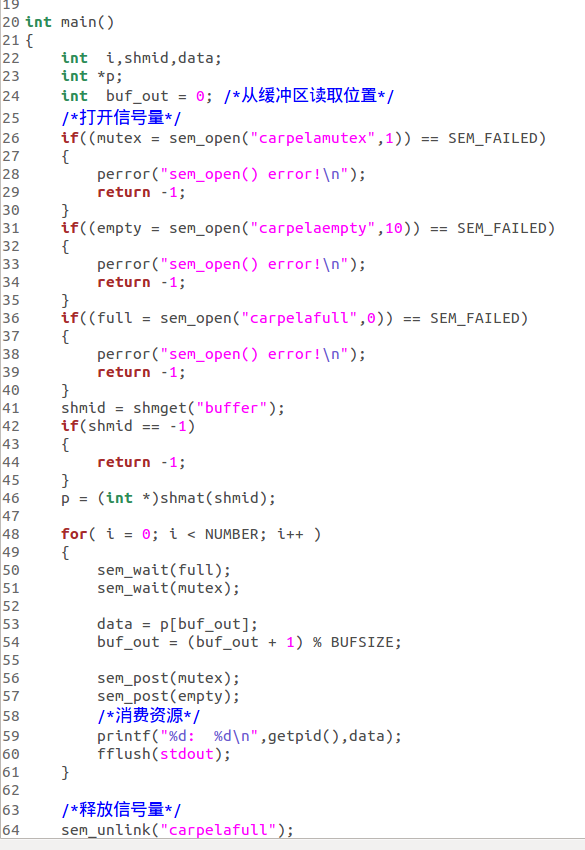 19
20 int main()
21 {
22     int  i,shmid,data;
23     int *p;
24     int  buf_out = 0; /*从缓冲区读取位置*/
25     /*打开信号量*/
26     if((mutex = sem_open("carpelamutex",1)) == SEM_FAILED)
27     {
28         perror("sem_open() error!\n");
29         return -1;
30     }
31     if((empty = sem_open("carpelaempty",10)) == SEM_FAILED)
32     {
33         perror("sem_open() error!\n");
34         return -1;
35     }
36     if((full = sem_open("carpelafull",0)) == SEM_FAILED)
37     {
38         perror("sem_open() error!\n");
39         return -1;
40     }
41     shmid = shmget("buffer");
42     if(shmid == -1)
43     {
44         return -1;
45     }
46     p = (int *)shmat(shmid);
47
48     for( i = 0; i < NUMBER; i++ )
49     {
50         sem_wait(full);
51         sem_wait(mutex);
52
53         data = p[buf_out];
54         buf_out = (buf_out + 1) % BUFSIZE;
55
56         sem_post(mutex);
57         sem_post(empty);
58         /*消费资源*/
59         printf("%d:  %d\n",getpid(),data);
60         fflush(stdout);
61     }
62
63     /*释放信号量*/
64     sem_unlink("carpelafull");